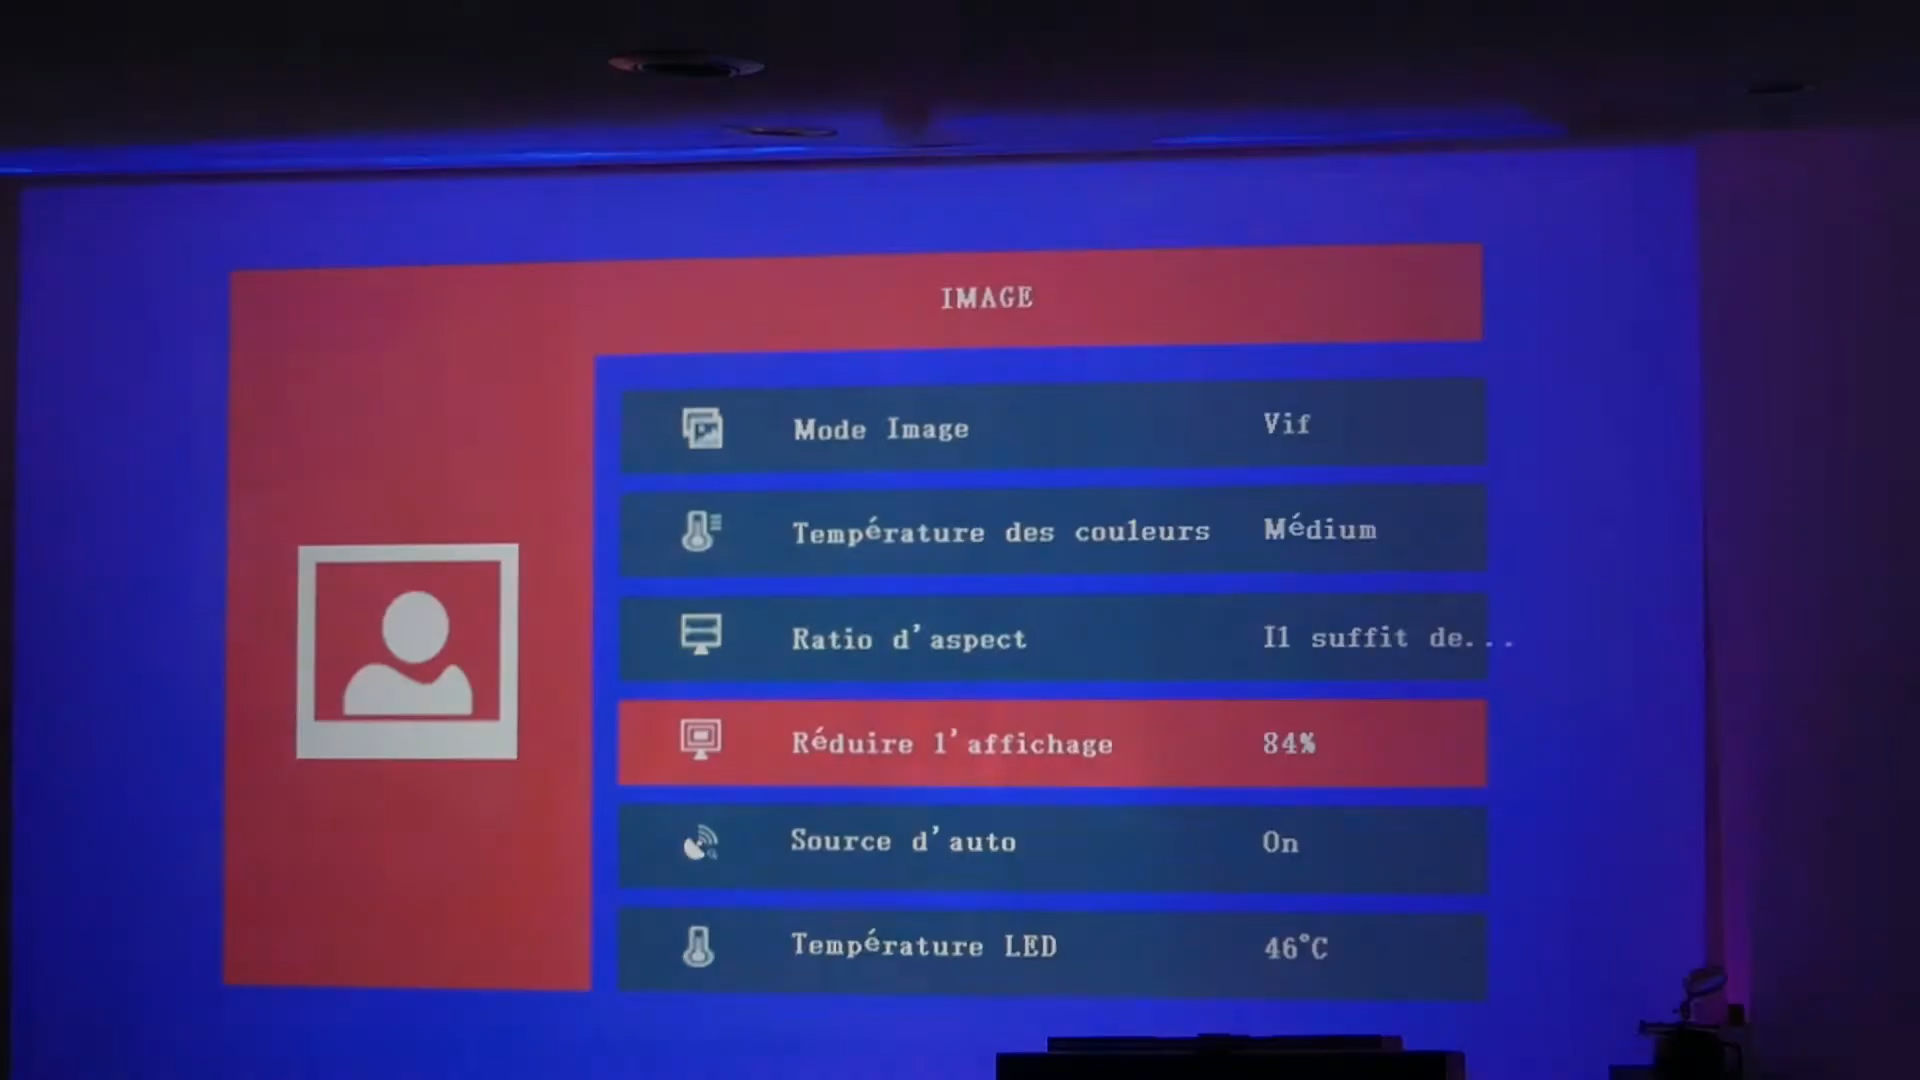 IMAGE
Mode Image Vif
Température des couleurs Médium
Ratio d'aspect Il suffit de...
Réduire l'affichage 84%
Source d'auto On
Température LED 46°C